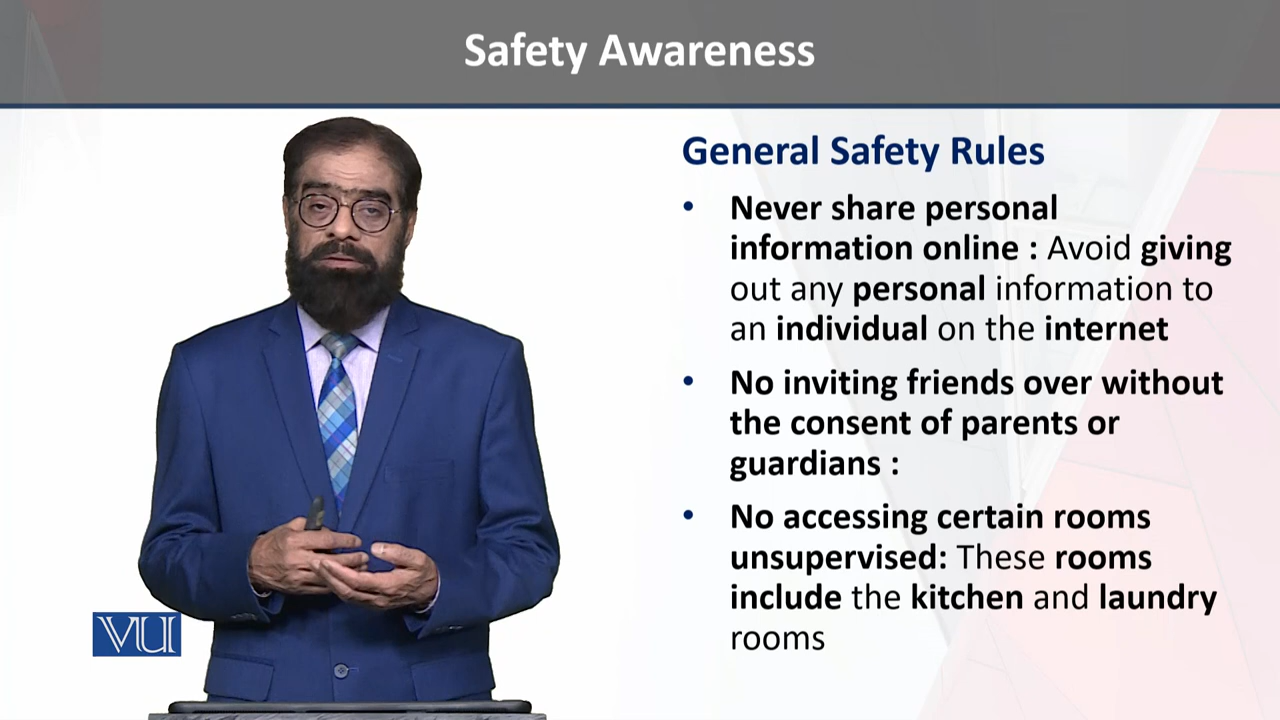 Safety Awareness
General Safety Rules
• Never share personal
information online : Avoid giving
out any personal information to
an individual on the internet
• No inviting friends over without
the consent of parents or
guardians :
• No accessing certain rooms
unsupervised: These rooms
include the kitchen and laundry
rooms
VU